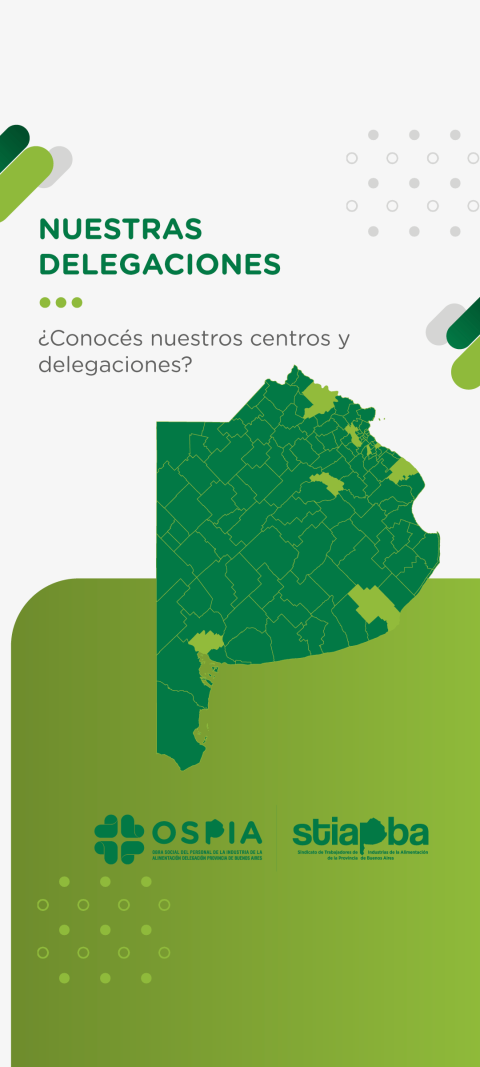 NUESTRAS
DELEGACIONES
¿Conocés nuestros centros y
delegaciones?
OSPIA
OBRA SOCIAL DEL PERSONAL DE LA INDUSTRIA DE LA
ALIMENTACIÓN DELEGACIÓN PROVINCIA DE BUENOS AIRES
stiapba
Sindicato de Trabajadores de Industrias de la Alimentación
de la Provincia de Buenos Aires